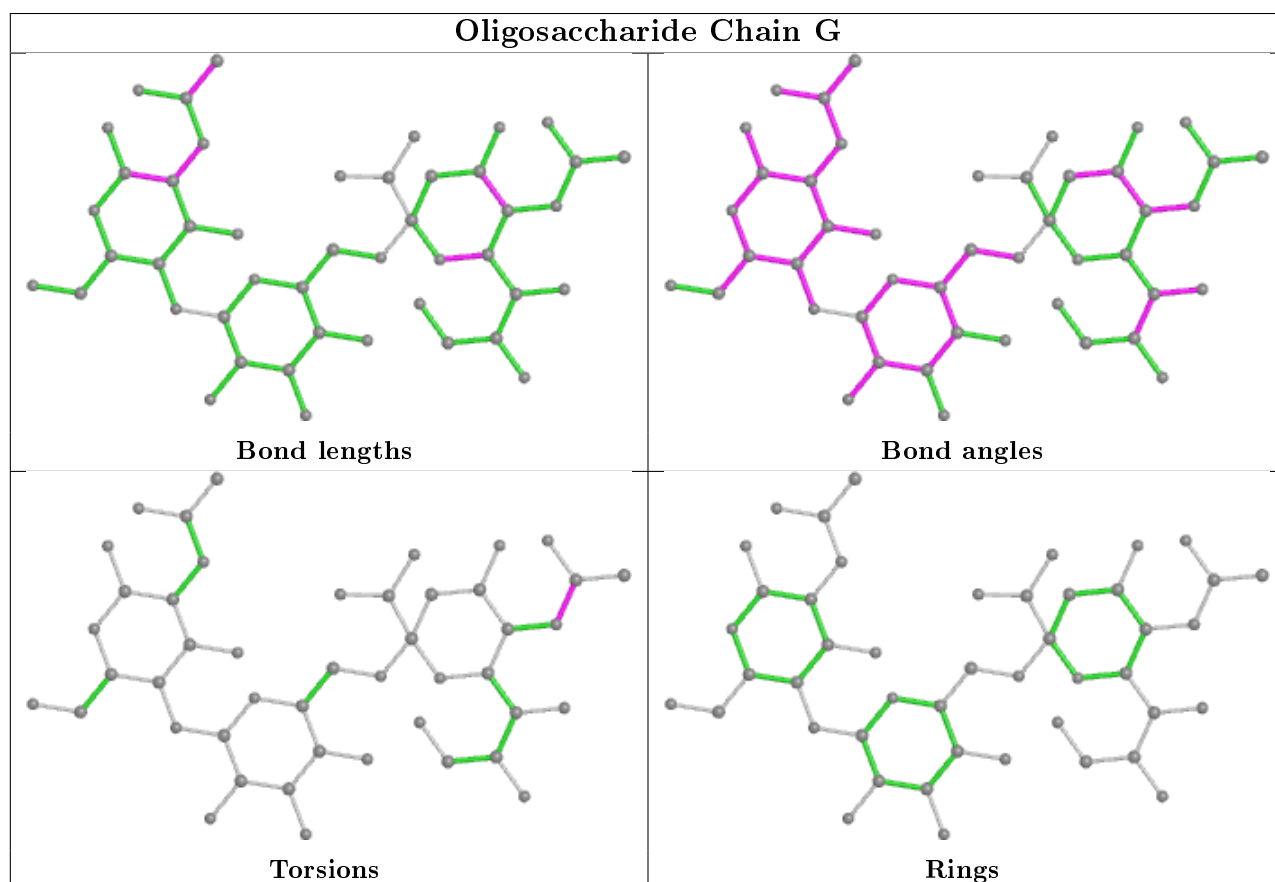 Oligosaccharide Chain G
Bond lengths
Bond angles
Torsions
Rings